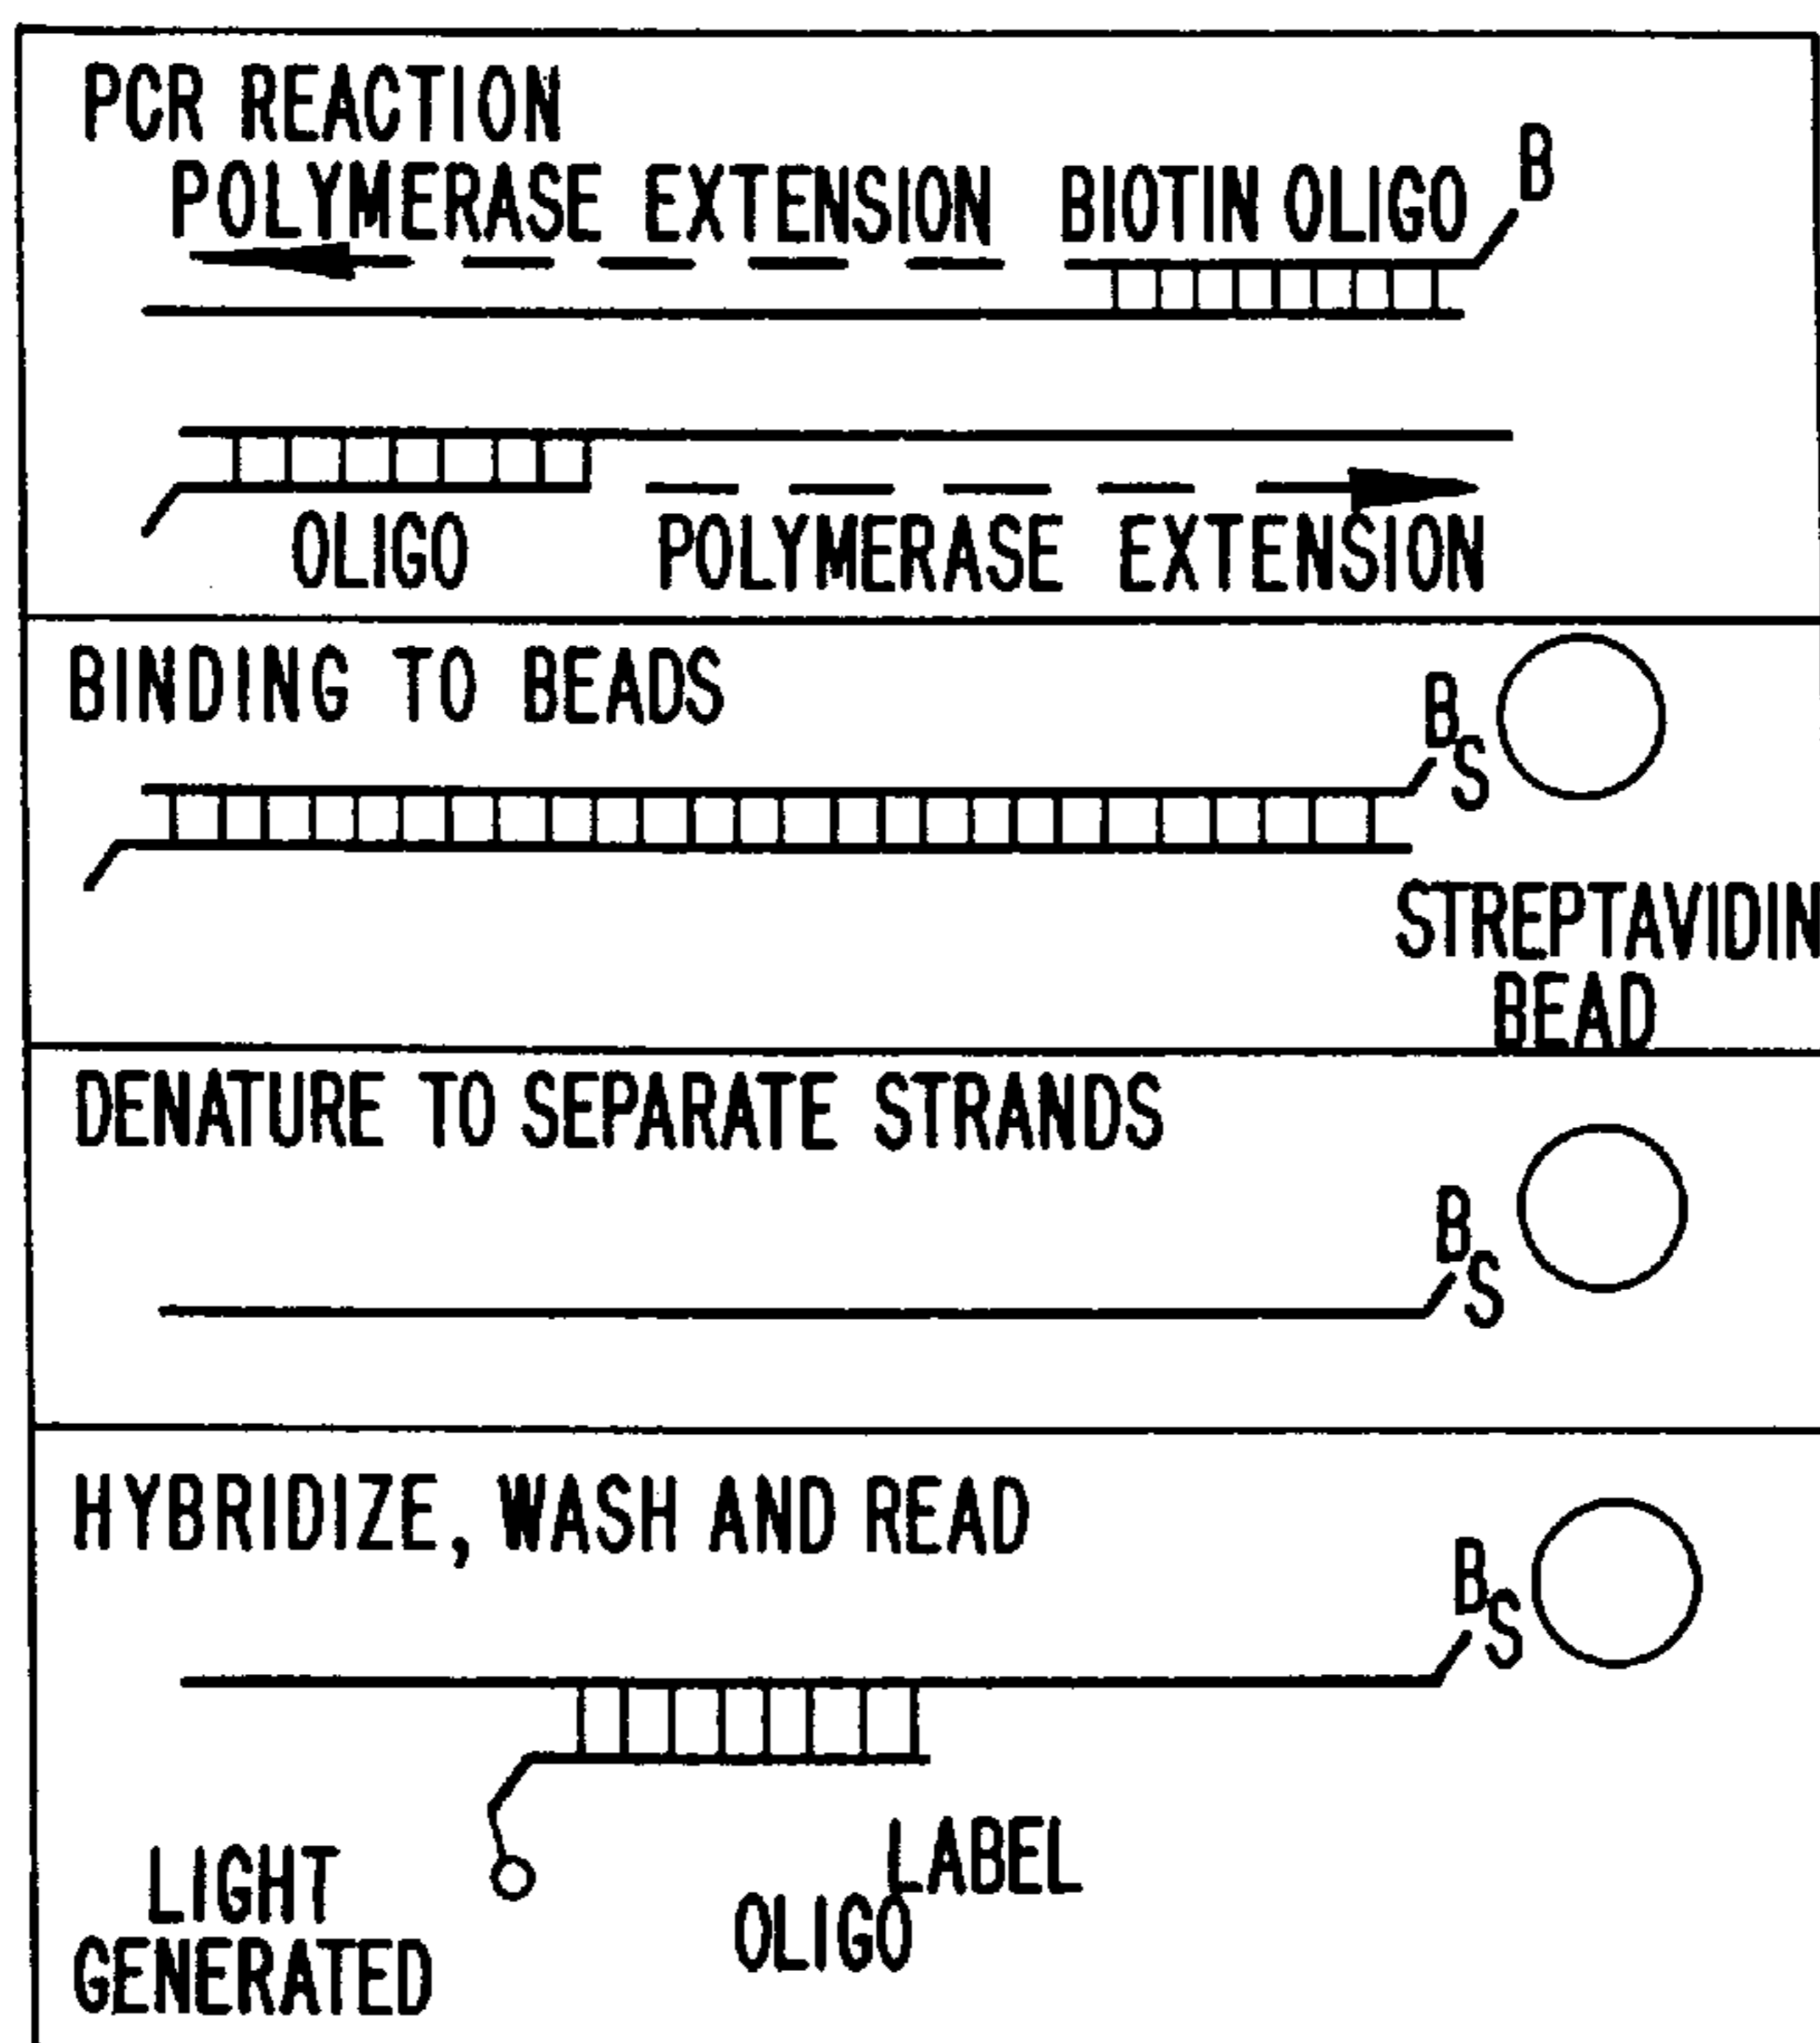 PCR REACTION
POLYMERASE EXTENSION BIOTIN OLIGO B
OLIGO POLYMERASE EXTENSION
BINDING TO BEADS
B
S
STREPTAVIDIN
BEAD
DENATURE TO SEPARATE STRANDS
B
S
HYBRIDIZE, WASH AND READ
B
S
LIGHT
GENERATED
LABEL
OLIGO